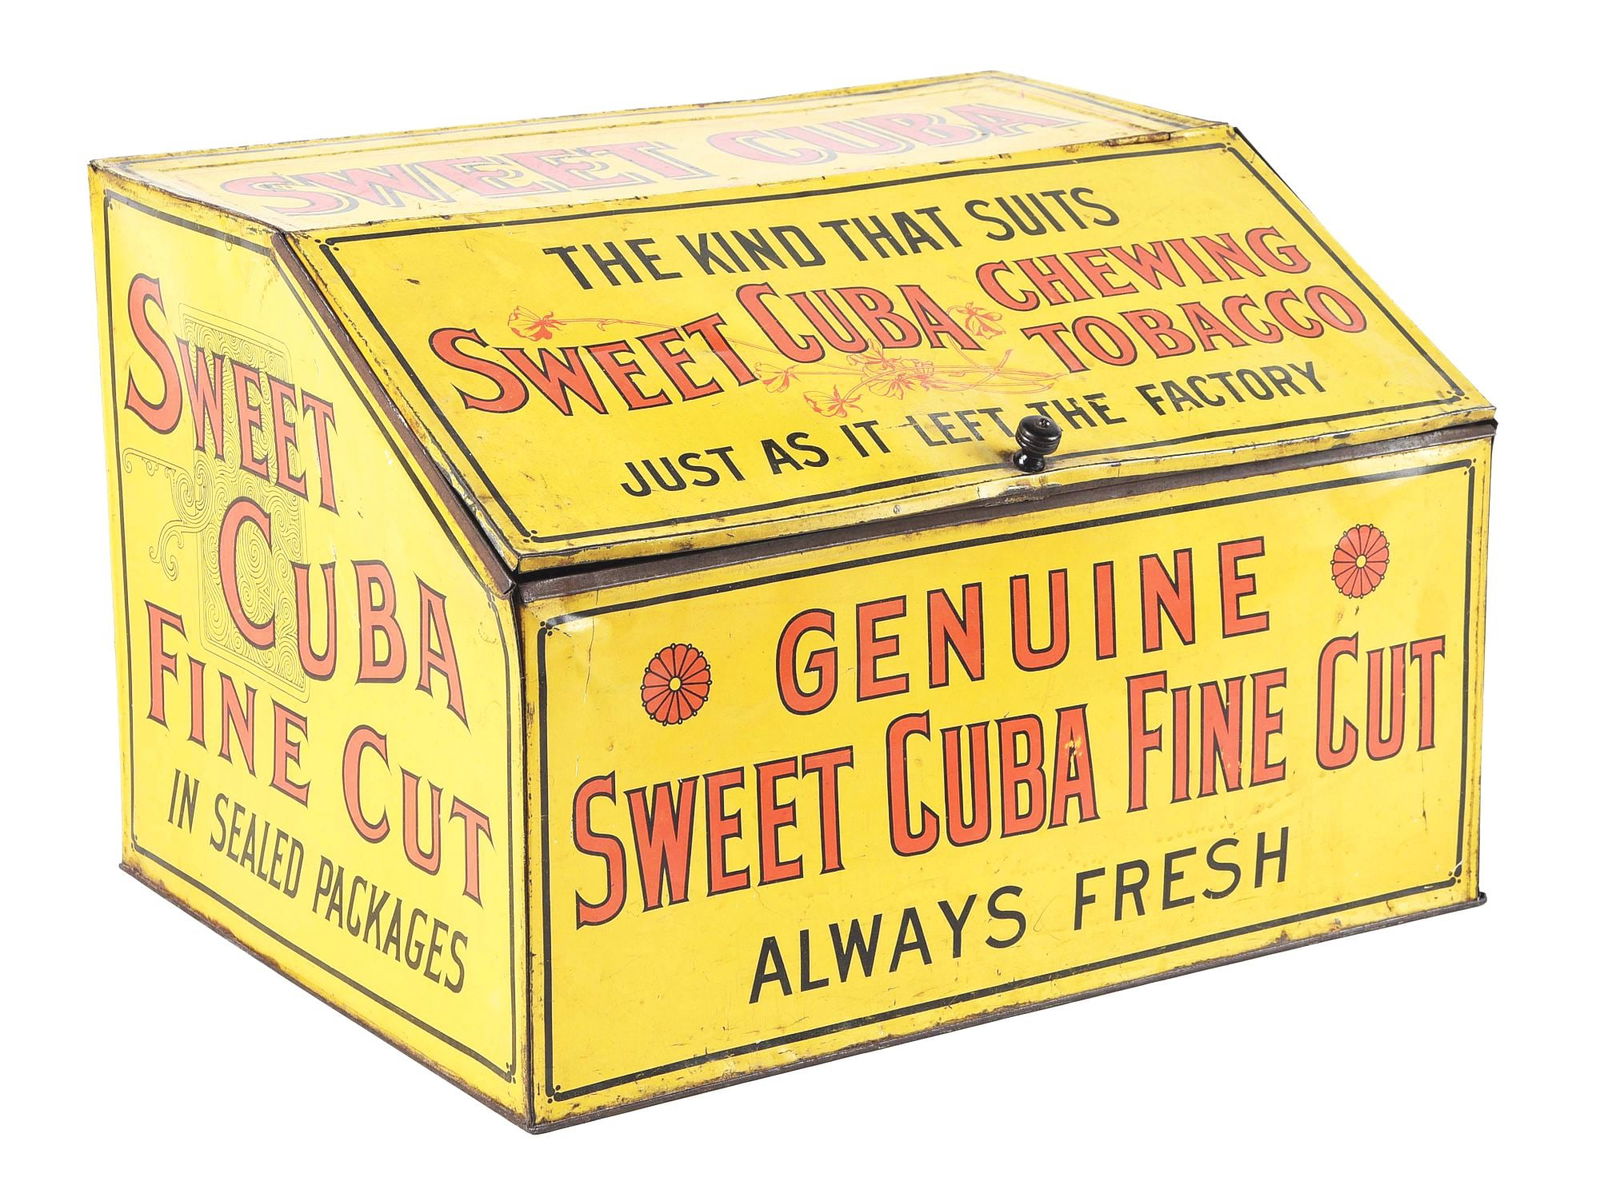 SWEET CUBA
THE KIND THAT SUITS
SWEET CUBA CHEWING TOBACCO
JUST AS IT LEFT THE FACTORY
SWEET
CUBA
FINE CUT
IN SEALED PACKAGES
GENUINE
SWEET CUBA FINE CUT
ALWAYS FRESH